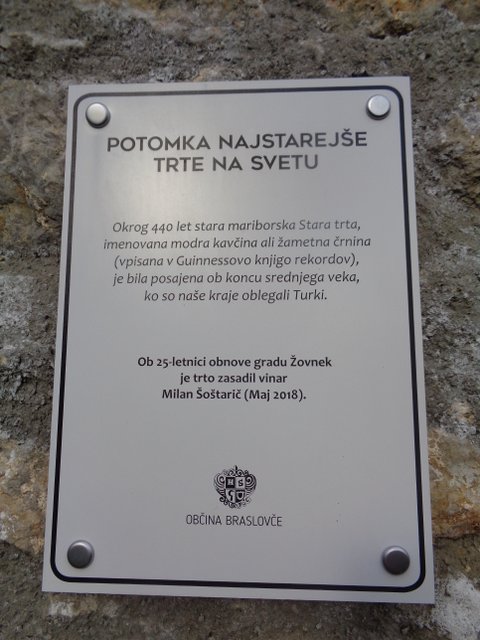 POTOMKA NAJSTAREJŠE
TRTE NA SVETU
Okrog 440 let stara mariborska Stara trta,
imenovana modra kavčina ali žametna črnina
(vpisana v Guinnessovo knjigo rekordov),
je bila posajena ob koncu srednjega veka,
ko so naše kraje oblegali Turki.
Ob 25-letnici obnove gradu Žovnek
je trto zasadil vinar
Milan Šoštarič (Maj 2018).
OBČINA BRASLOVČE